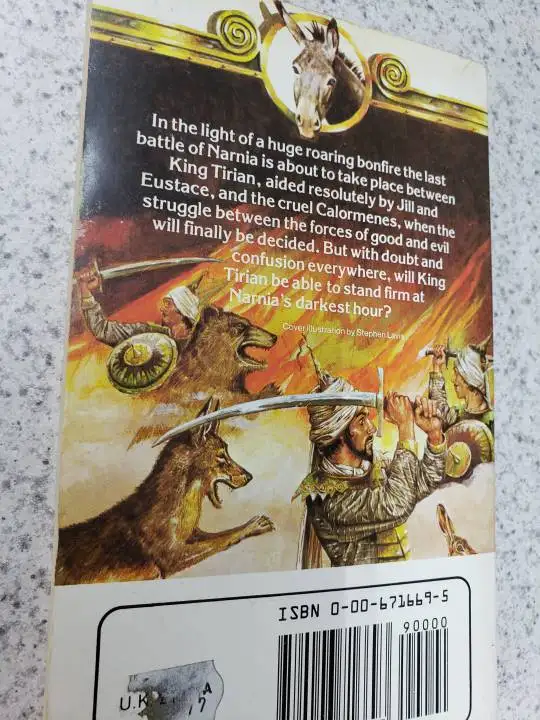 In the light of a huge roaring bonfire the last
battle of Narnia is about to take place between
King Tirian, aided resolutely by Jill and
Eustace, and the cruel Calormenes, when the
struggle between the forces of good and evil
will finally be decided. But with doubt and
confusion everywhere, will King
Tirian be able to stand firm at
Narnia's darkest hour?
Cover illustration by Stephen Lavis
ISBN 0-00-671669-5
90000
U.K.